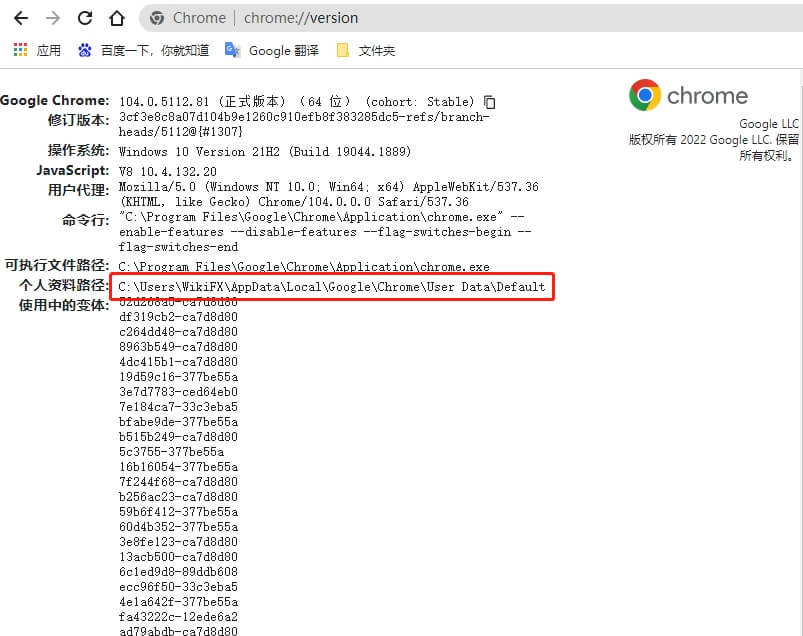 Chrome | chrome://version
应用 百度一下，你就知道 Google 翻译 文件夹
chrome
Google LLC
版权所有 2022 Google LLC. 保留
所有权利。
Google Chrome: 104.0.5112.81 (正式版本) (64 位) (cohort: Stable)
修订版本: 3cf3e8c8a07d104b9e1260c910efb8f383285dc5-refs/branch-
heads/5112@{#1307}
操作系统: Windows 10 Version 21H2 (Build 19044.1889)
JavaScript: V8 10.4.132.20
用户代理: Mozilla/5.0 (Windows NT 10.0; Win64; x64) AppleWebKit/537.36
(KHTML, like Gecko) Chrome/104.0.0.0 Safari/537.36
命令行: "C:\Program Files\Google\Chrome\Application\chrome.exe" --
enable-features --disable-features --flag-switches-begin --
flag-switches-end
可执行文件路径: C:\Program Files\Google\Chrome\Application\chrome.exe
个人资料路径: C:\Users\WikiFX\AppData\Local\Google\Chrome\User Data\Default
使用中的变体: 52d268a5-ca7d8d80
df319cb2-ca7d8d80
c264dd48-ca7d8d80
8963b549-ca7d8d80
4dc415b1-ca7d8d80
19d59c16-377be55a
3e7d7783-ced64eb0
7e184ca7-33c3eba5
bfabe9de-377be55a
b515b249-ca7d8d80
5c3755-377be55a
16b16054-377be55a
7f244f68-ca7d8d80
b256ac23-ca7d8d80
59b6f412-377be55a
60d4b352-377be55a
3e8fe123-ca7d8d80
13acb500-ca7d8d80
6c1ed9d8-89ddb608
ecc96f50-33c3eba5
4e1a642f-377be55a
fa43222c-12ede6a2
ad79abdb-ca7d8d80